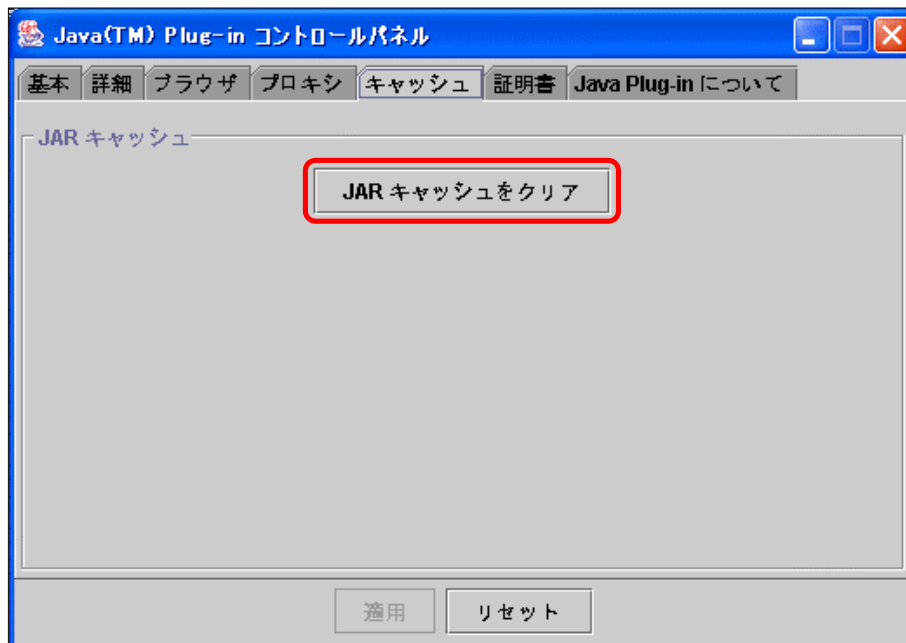 Java(TM) Plug-in コントロールパネル
基本 詳細 ブラウザ プロキシ キャッシュ 証明書 Java Plug-in について
JAR キャッシュ
JAR キャッシュをクリア
適用 リセット